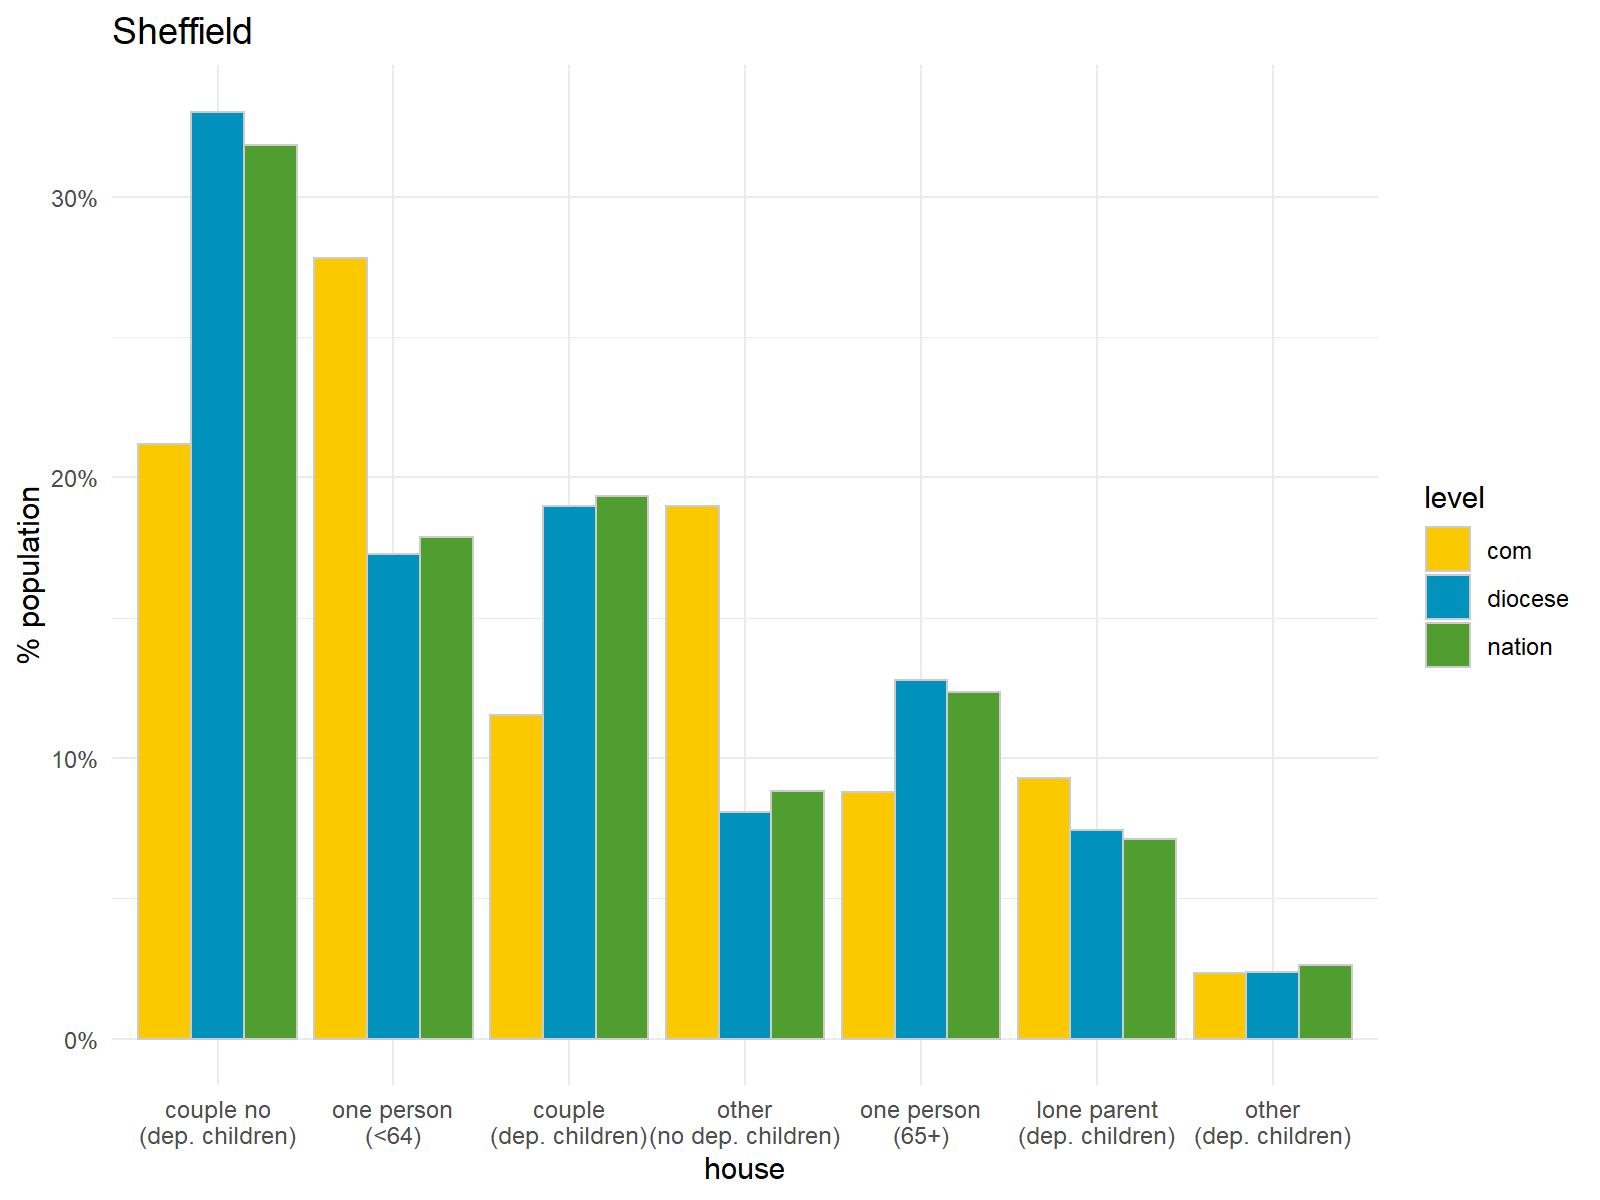 Sheffield
30%
20%
10%
0%
% population
couple no
(dep. children)
one person
(<64)
couple
(dep. children)
other
(no dep. children)
one person
(65+)
lone parent
(dep. children)
other
(dep. children)
house
level
com
diocese
nation